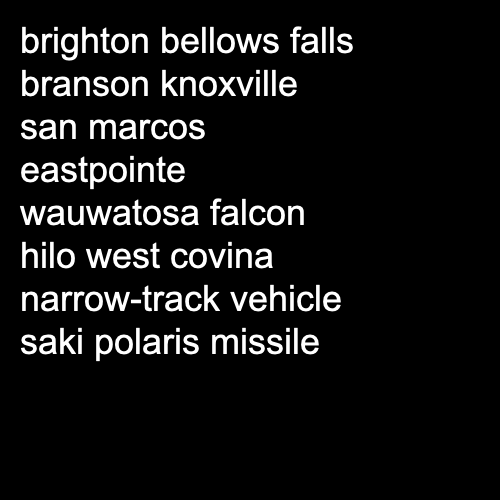 brighton bellows falls
branson knoxville
san marcos
eastpointe
wauwatosa falcon
hilo west covina
narrow-track vehicle
saki polaris missile